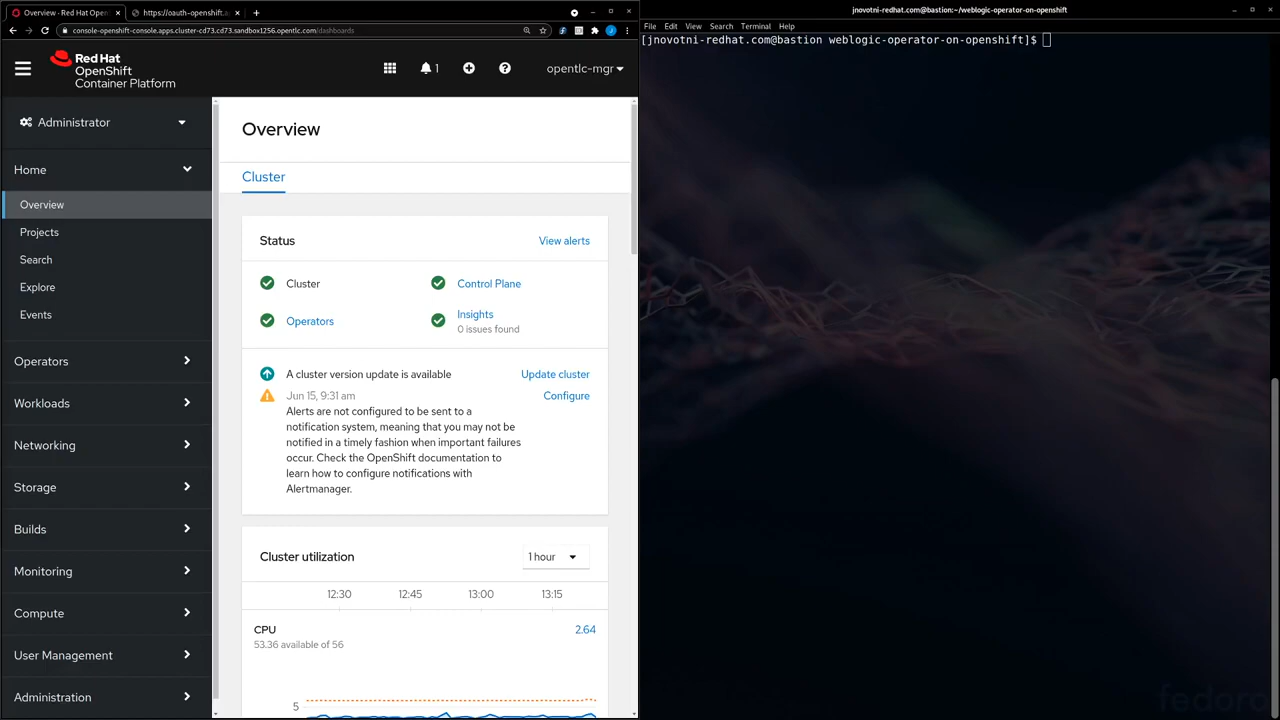 Overview - Red Hat Open
https://oauth-openshift.ap
console-openshift-console.apps.cluster-cd73.cd73.sandbox1256.opentlc.com/dashboards
Red Hat
OpenShift
Container Platform
1
opentlc-mgr
J
Administrator
Home
Overview
Projects
Search
Explore
Events
Operators
Workloads
Networking
Storage
Builds
Monitoring
Compute
User Management
Administration
Overview
Cluster
Status
View alerts
Cluster
Control Plane
Operators
Insights
0 issues found
A cluster version update is available
Update cluster
Jun 15, 9:31 am
Configure
Alerts are not configured to be sent to a
notification system, meaning that you may not be
notified in a timely fashion when important failures
occur. Check the OpenShift documentation to
learn how to configure notifications with
Alertmanager.
Cluster utilization
1 hour
12:30 12:45 13:00 13:15
CPU
2.64
53.36 available of 56
5
jnovotni-redhat.com@bastion:~/weblogic-operator-on-openshift
File Edit View Search Terminal Help
[jnovotni-redhat.com@bastion weblogic-operator-on-openshift]$
fedora